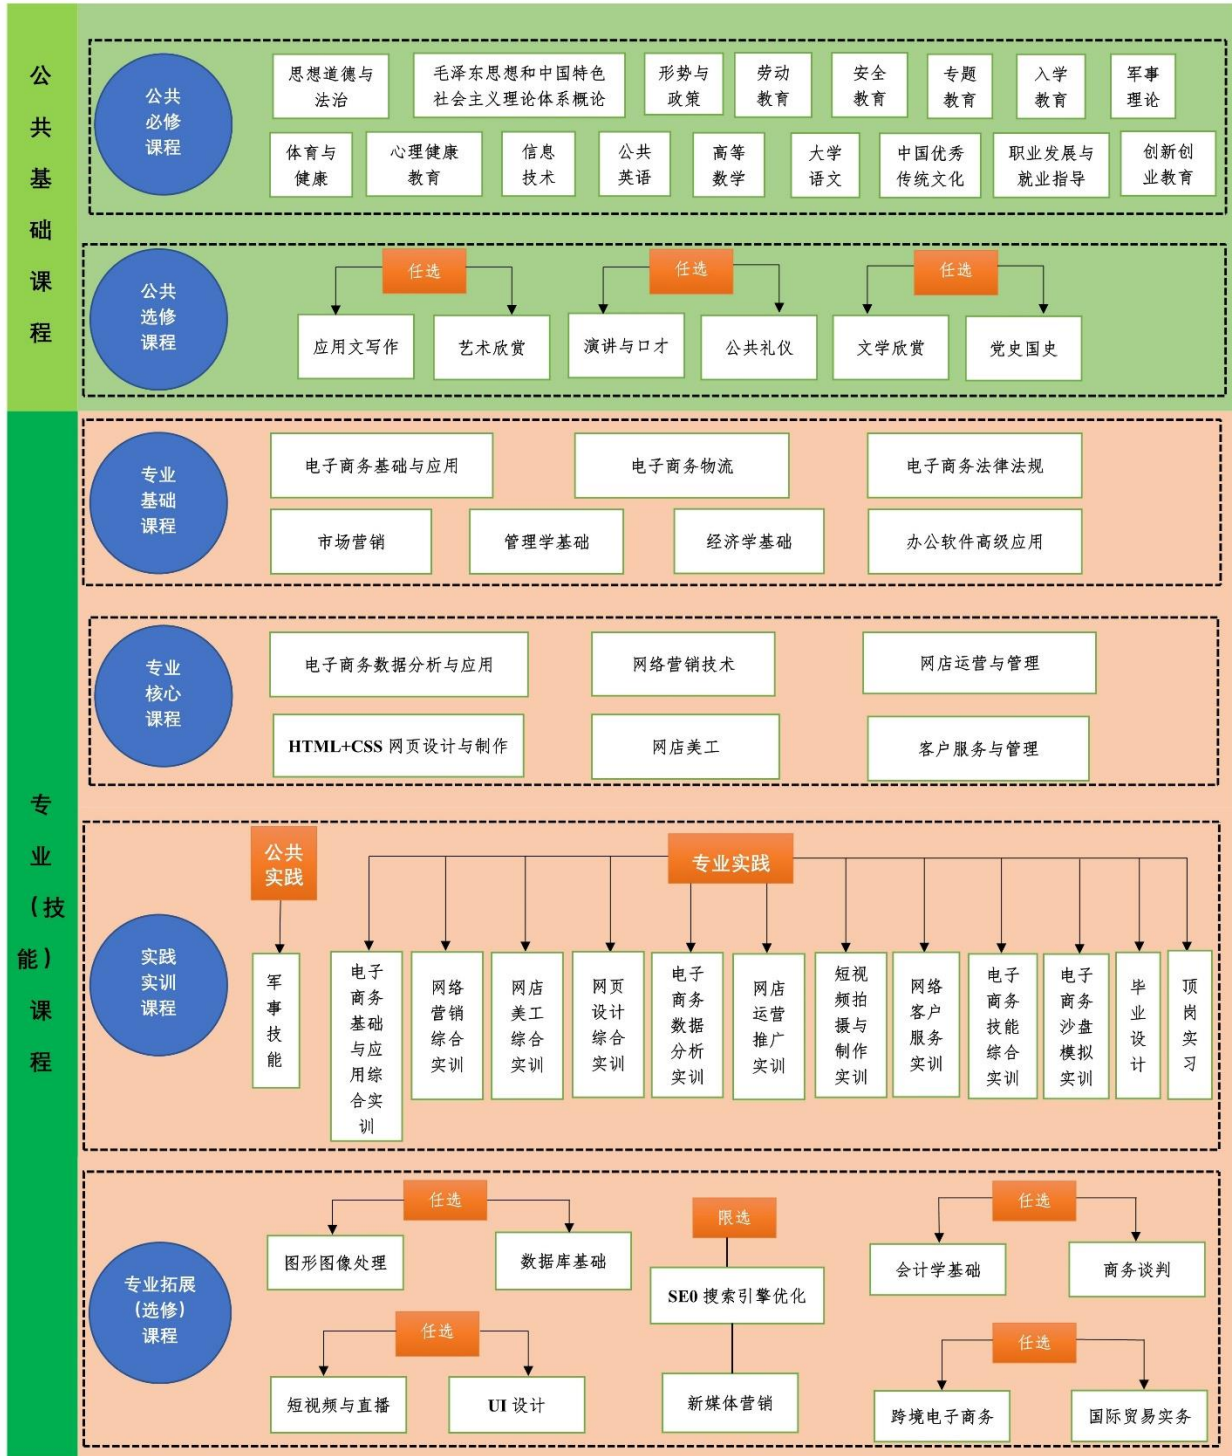 公共基础课程
公共
必修
课程
思想道德与
法治
毛泽东思想和中国特色
社会主义理论体系概论
形势与
政策
劳动
教育
安全
教育
专题
教育
入学
教育
军事
理论
体育与
健康
心理健康
教育
信息
技术
公共
英语
高等
数学
大学
语文
中国优秀
传统文化
职业发展与
就业指导
创新创
业教育
公共
选修
课程
任选
应用文写作
艺术欣赏
任选
演讲与口才
公共礼仪
任选
文学欣赏
党史国史
专业（技能）课程
专业
基础
课程
电子商务基础与应用
电子商务物流
电子商务法律法规
市场营销
管理学基础
经济学基础
办公软件高级应用
专业
核心
课程
电子商务数据分析与应用
网络营销技术
网店运营与管理
HTML+CSS 网页设计与制作
网店美工
客户服务与管理
实践
实训
课程
公共
实践
军事技能
专业实践
电子
商务
基础
与应
用综
合实
训
网络
营销
综合
实训
网店
美工
综合
实训
网页
设计
综合
实训
电子
商务
数据
分析
实训
网店
运营
推广
实训
短视
频拍
摄与
制作
实训
网络
客户
服务
实训
电子
商务
技能
综合
实训
电子
商务
沙盘
模拟
实训
毕业设计
顶岗实习
专业拓展
（选修）
课程
任选
图形图像处理
数据库基础
任选
短视频与直播
UI 设计
限选
SE0 搜索引擎优化
新媒体营销
任选
会计学基础
商务谈判
任选
跨境电子商务
国际贸易实务